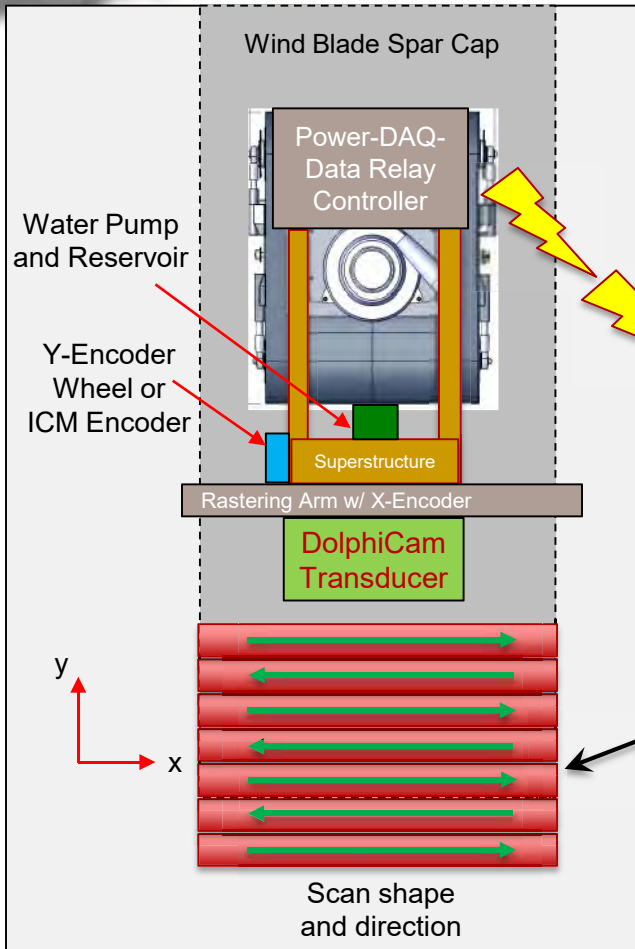 Wind Blade Spar Cap
Power-DAQ-
Data Relay
Controller
Water Pump
and Reservoir
Y-Encoder
Wheel or
ICM Encoder
Superstructure
Rastering Arm w/ X-Encoder
DolphiCam
Transducer
y
x
Scan shape
and direction